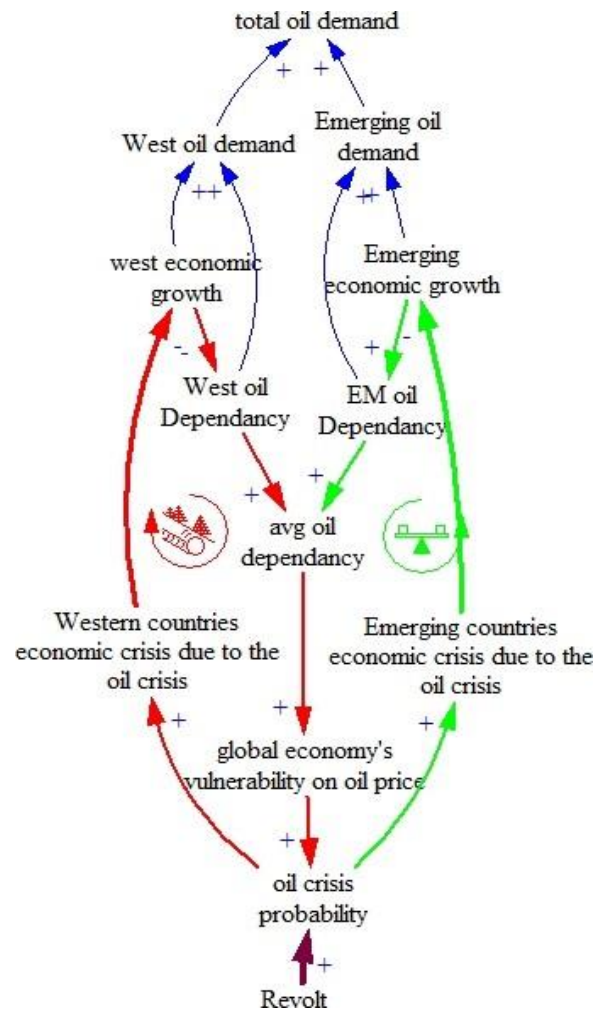 total oil demand
+ +
West oil demand
Emerging oil
demand
++ ++
west economic
growth
Emerging
economic growth
- - + -
West oil
Dependancy
EM oil
Dependancy
+ +
avg oil
dependancy
Western countries
economic crisis due to the
oil crisis
Emerging countries
economic crisis due to the
oil crisis
+ + +
global economy's
vulnerability on oil price
+
oil crisis
probability
+
Revolt